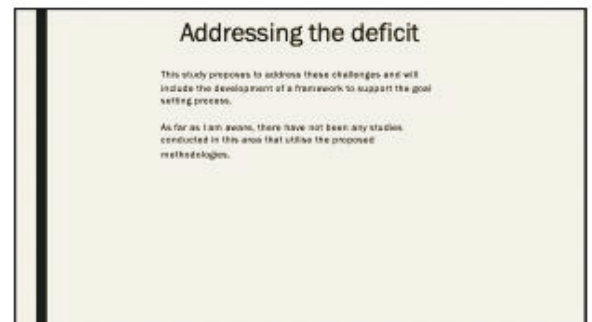 Addressing the deficit
This study proposes to address these challenges and will
include the development of a framework to support the goal
setting process.
As far as I am aware, there have not been any studies
conducted in this area that utilise the proposed
methodologies.